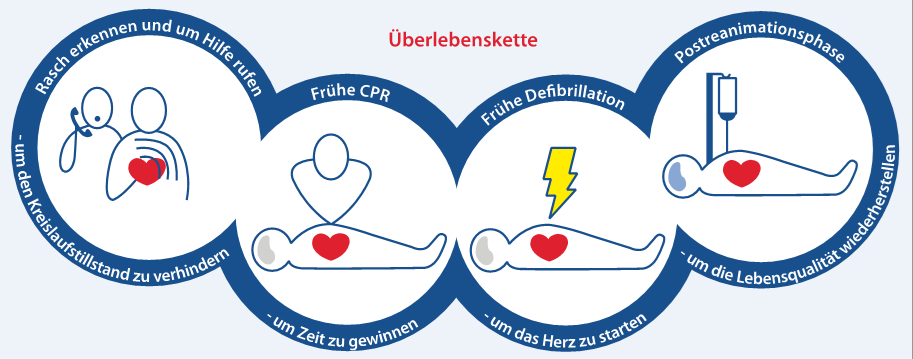 Überlebenskette
Rasch erkennen und um Hilfe rufen
- um den Kreislaufstillstand zu verhindern
Frühe CPR
- um Zeit zu gewinnen
Frühe Defibrillation
- um das Herz zu starten
Postreanimationsphase
- um die Lebensqualität wiederherstellen